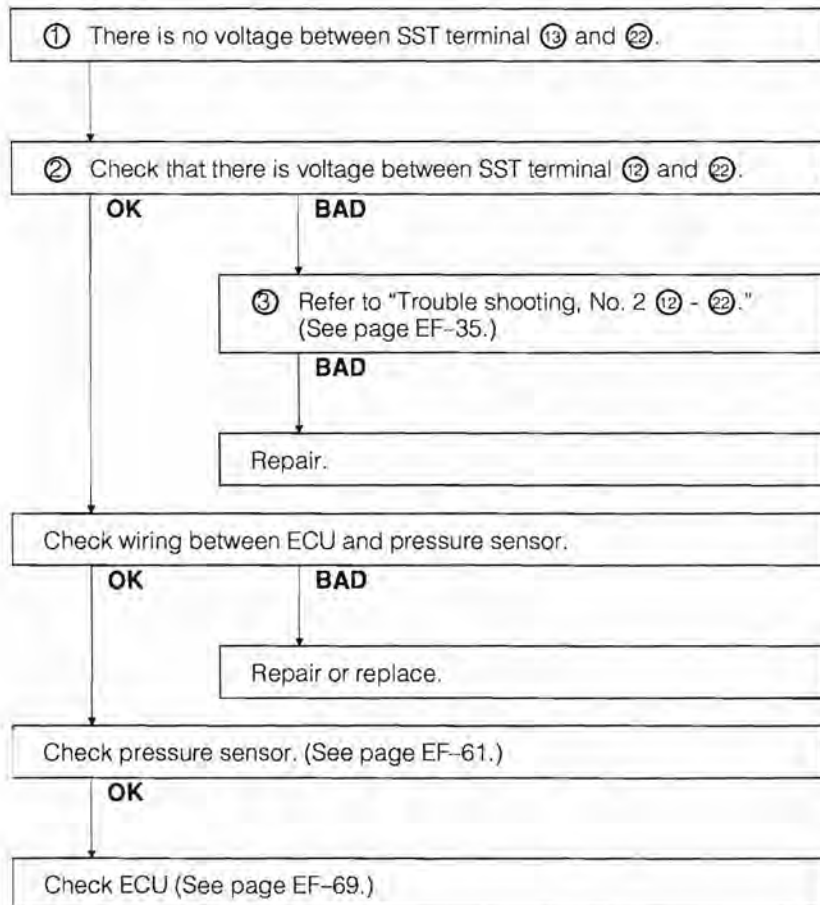 ① There is no voltage between SST terminal ⑬ and ㉒.
② Check that there is voltage between SST terminal ⑫ and ㉒.
OK BAD
③ Refer to "Trouble shooting, No. 2 ⑫ - ㉒."
(See page EF–35.)
BAD
Repair.
Check wiring between ECU and pressure sensor.
OK BAD
Repair or replace.
Check pressure sensor. (See page EF–61.)
OK
Check ECU (See page EF–69.)